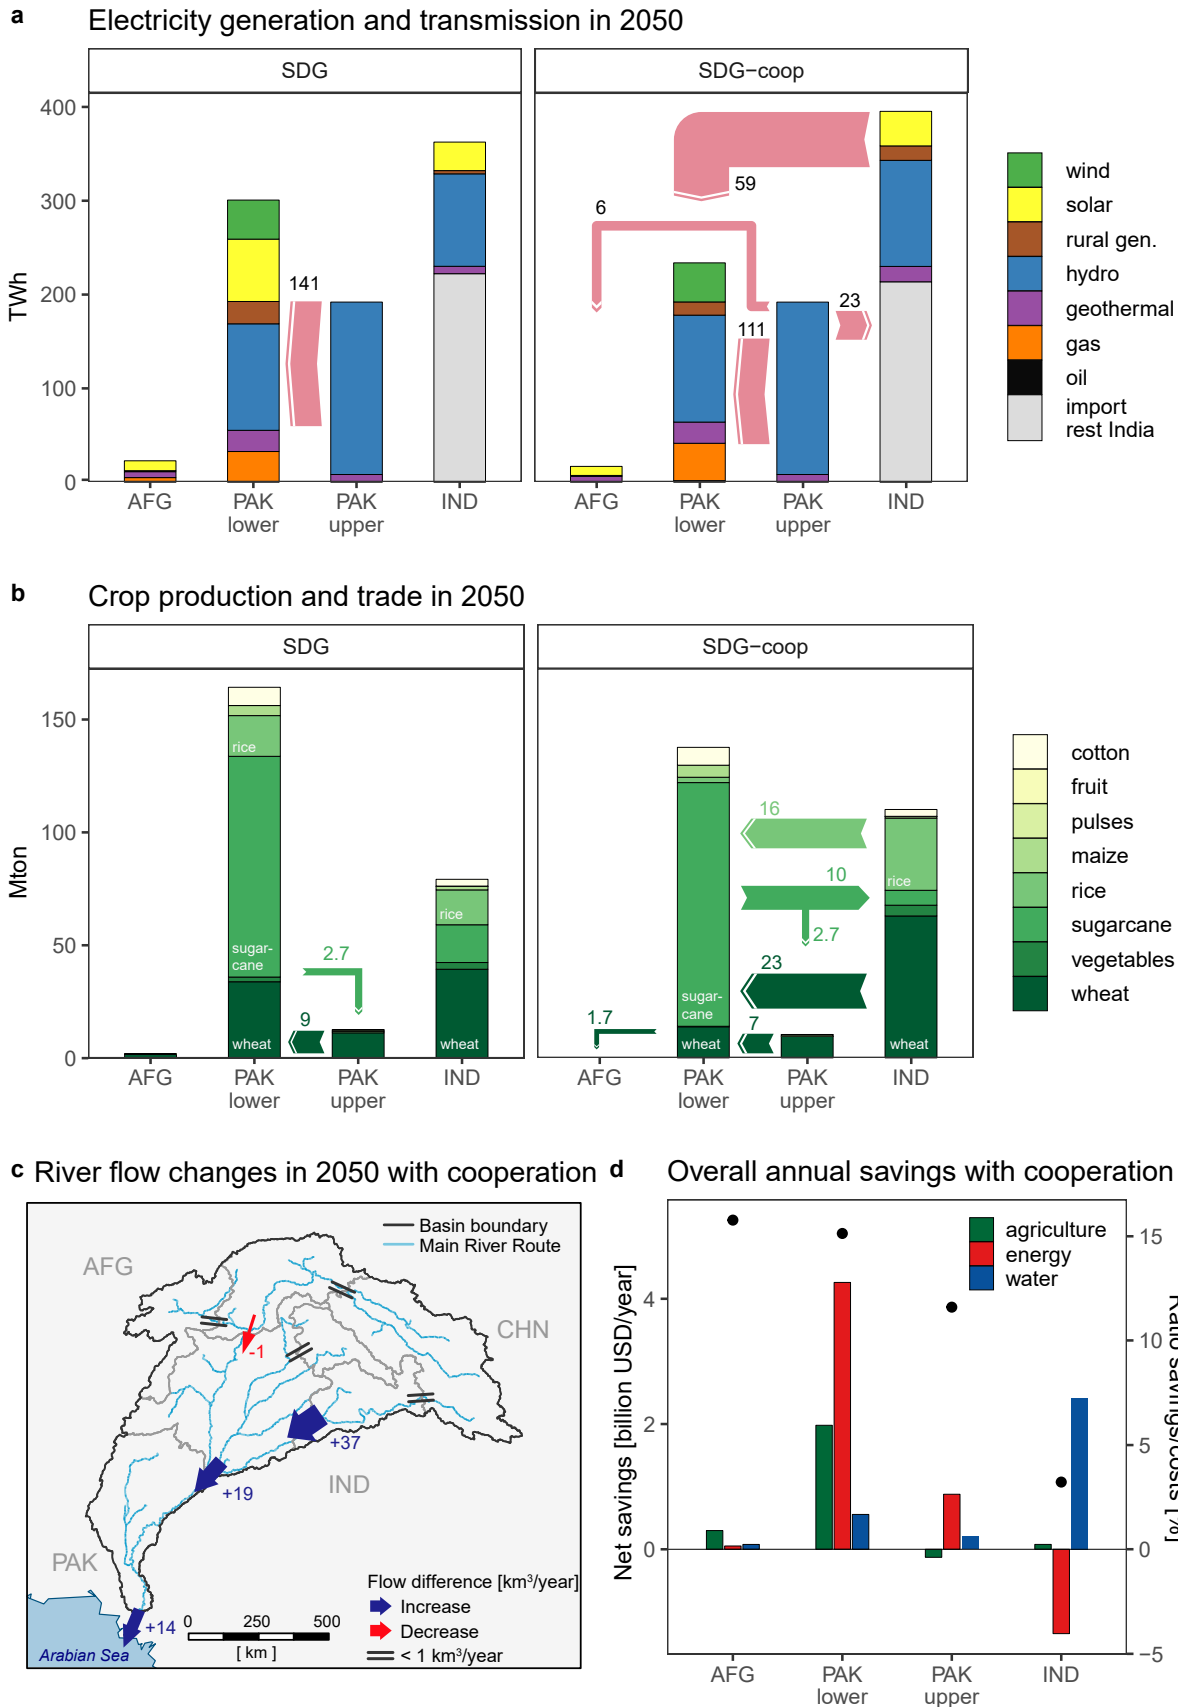 a Electricity generation and transmission in 2050
SDG
SDG−coop
400
300
200
100
0
TWh
141
59
6
111
23
AFG
PAK
lower
PAK
upper
IND
AFG
PAK
lower
PAK
upper
IND
wind
solar
rural gen.
hydro
geothermal
gas
oil
import
rest India
b Crop production and trade in 2050
SDG
SDG−coop
150
100
50
0
Mton
rice
sugar-
cane
wheat
2.7
9
rice
wheat
16
10
2.7
23
1.7
7
sugar-
cane
wheat
rice
wheat
AFG
PAK
lower
PAK
upper
IND
AFG
PAK
lower
PAK
upper
IND
cotton
fruit
pulses
maize
rice
sugarcane
vegetables
wheat
c River flow changes in 2050 with cooperation
Basin boundary
Main River Route
AFG
CHN
IND
PAK
-1
+37
+19
+14
Arabian Sea
0 250 500
[ km ]
Flow difference [km³/year]
Increase
Decrease
< 1 km³/year
d Overall annual savings with cooperation
agriculture
energy
water
Net savings [billion USD/year]
4
2
0
15
10
5
0
−5
Ratio savings/costs [%]
AFG
PAK
lower
PAK
upper
IND